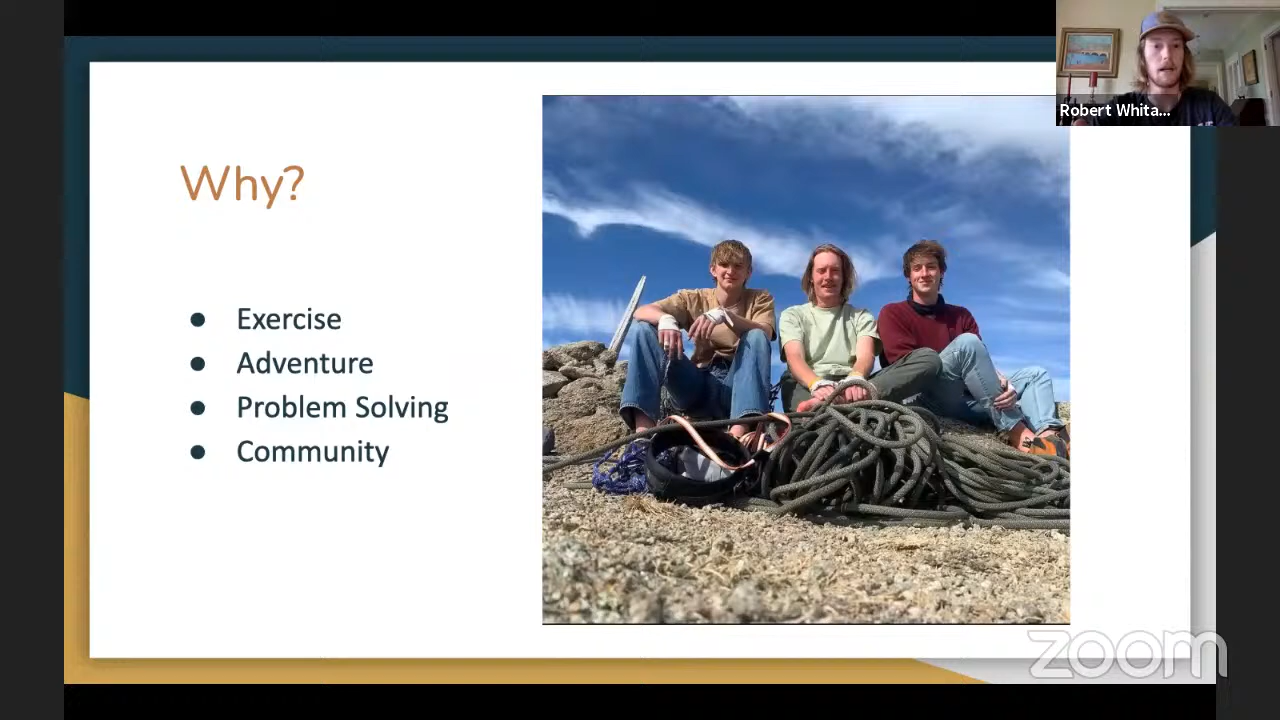 Robert Whita...
Why?
Exercise
Adventure
Problem Solving
Community
zoom